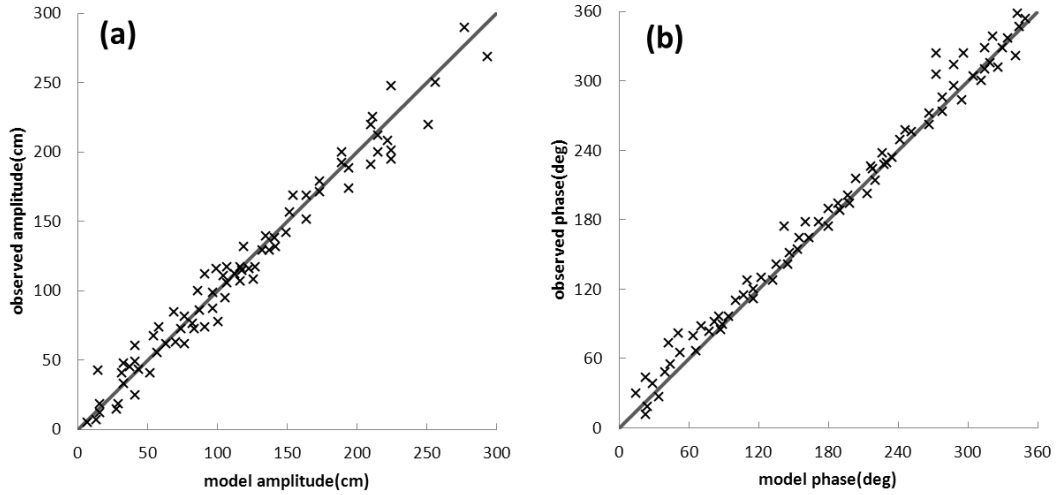 (a)
observed amplitude(cm)
300
250
200
150
100
50
0
0 50 100 150 200 250 300
model amplitude(cm)
(b)
observed phase(deg)
360
300
240
180
120
60
0
0 60 120 180 240 300 360
model phase(deg)